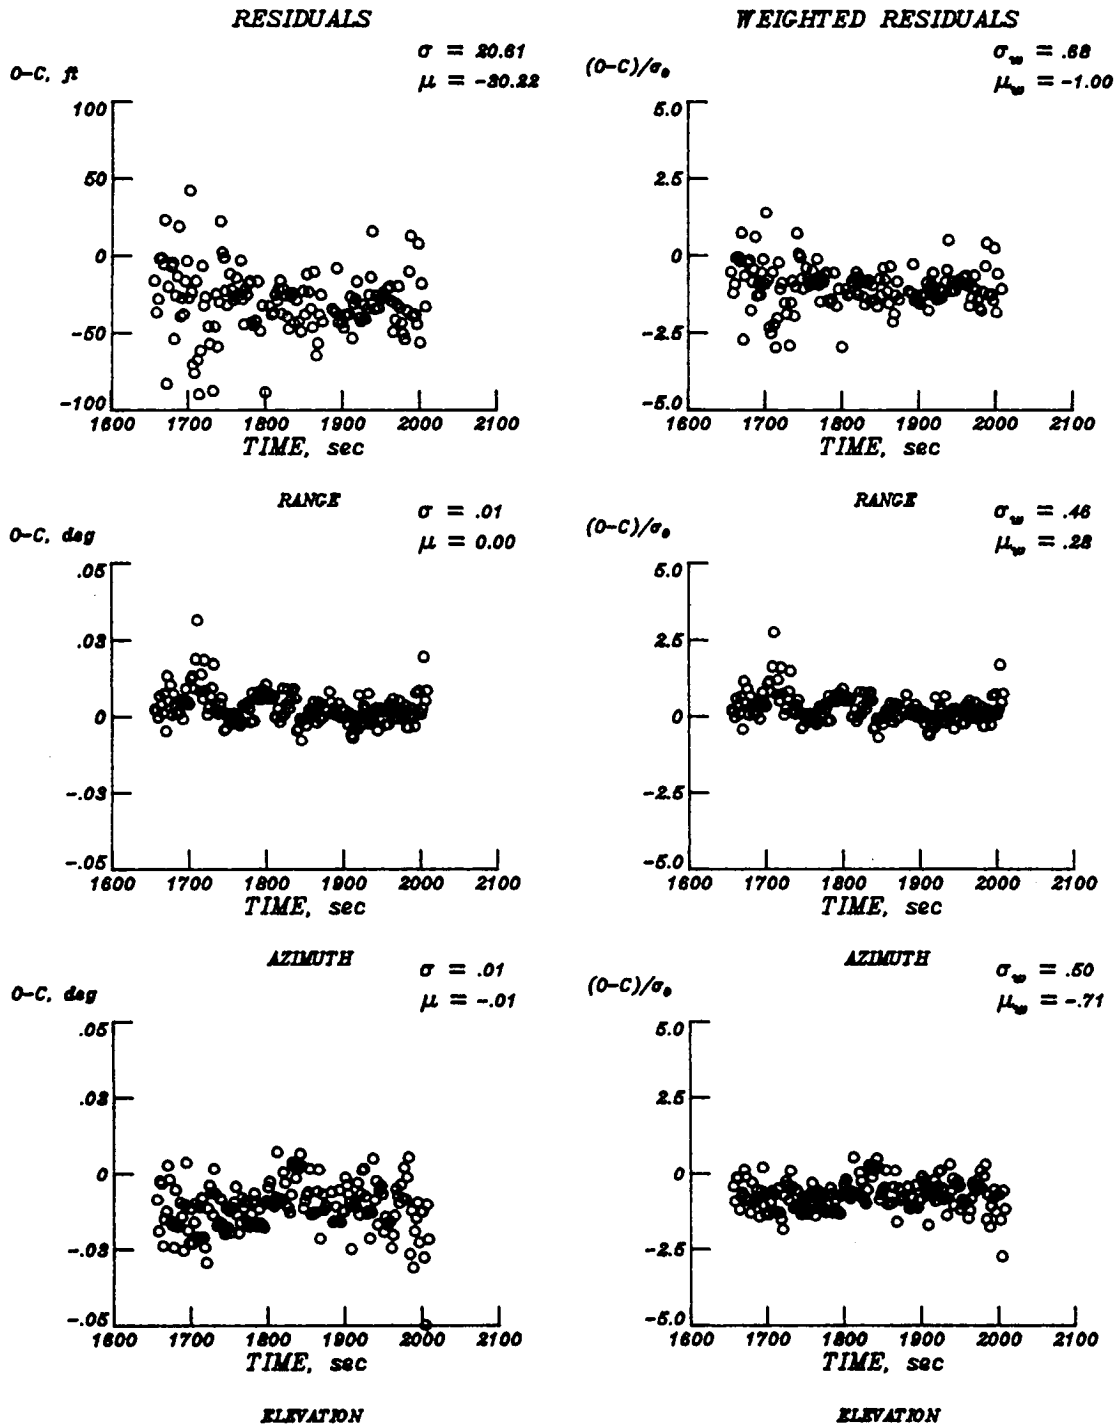 RESIDUALS
WEIGHTED RESIDUALS
O-C, ft
σ = 20.61
μ = -30.22
100
50
0
-50
-100
1600 1700 1800 1900 2000 2100
TIME, sec
RANGE
(O-C)/σ₀
σw = .68
μw = -1.00
5.0
2.5
0
-2.5
-5.0
1600 1700 1800 1900 2000 2100
TIME, sec
RANGE
O-C, deg
σ = .01
μ = 0.00
.05
.03
0
-.03
-.05
1600 1700 1800 1900 2000 2100
TIME, sec
AZIMUTH
(O-C)/σ₀
σw = .46
μw = .28
5.0
2.5
0
-2.5
-5.0
1600 1700 1800 1900 2000 2100
TIME, sec
AZIMUTH
O-C, deg
σ = .01
μ = -.01
.05
.03
0
-.03
-.05
1600 1700 1800 1900 2000 2100
TIME, sec
ELEVATION
(O-C)/σ₀
σw = .50
μw = -.71
5.0
2.5
0
-2.5
-5.0
1600 1700 1800 1900 2000 2100
TIME, sec
ELEVATION